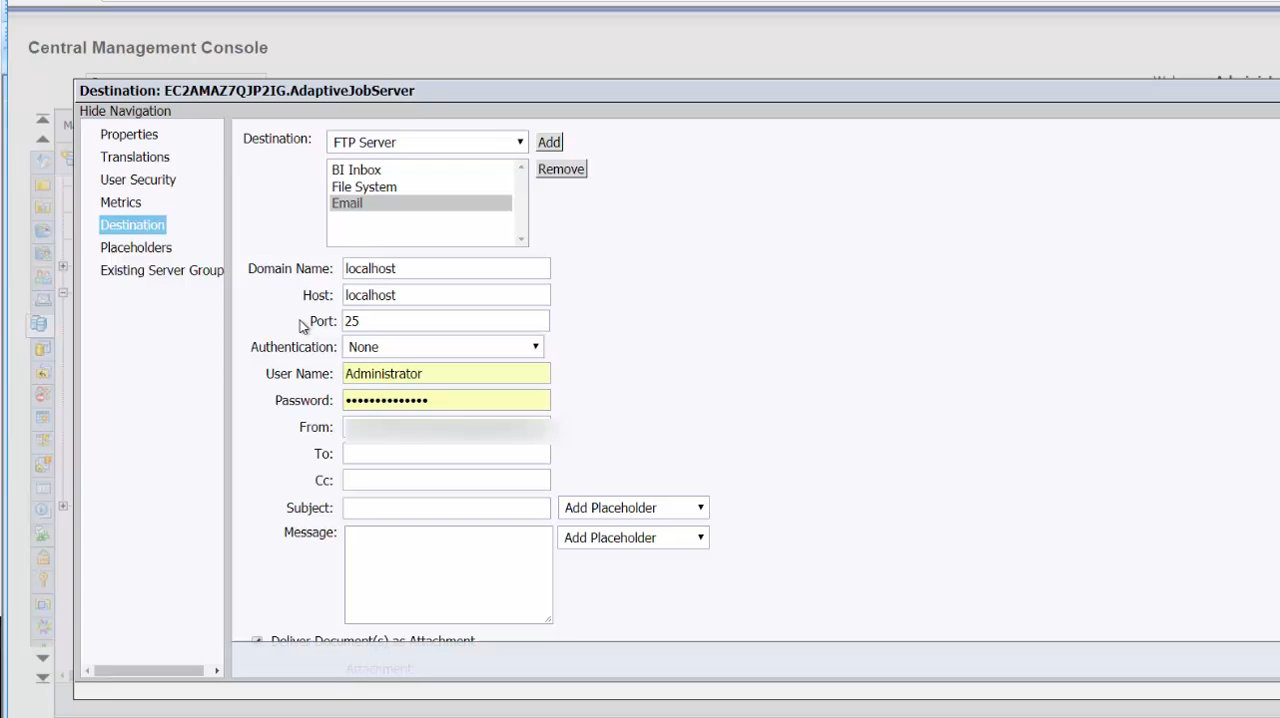 Central Management Console
Destination: EC2AMAZ7QJP2IG.AdaptiveJobServer
Hide Navigation
Properties
Translations
User Security
Metrics
Destination
Placeholders
Existing Server Group
Destination: FTP Server Add
BI Inbox Remove
File System
Email
Domain Name: localhost
Host: localhost
Port: 25
Authentication: None
User Name: Administrator
Password: ••••••••••••••
From:
To:
Cc:
Subject: Add Placeholder
Message: Add Placeholder
Deliver Document(s) as Attachment
Attachment: